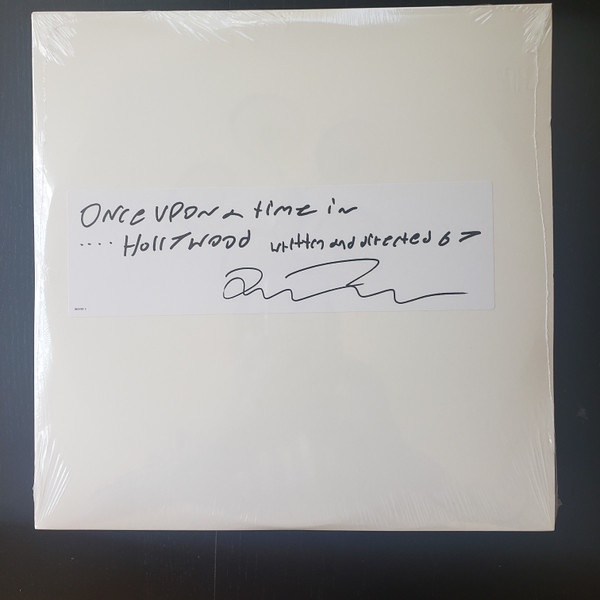 Once upon a time in
.... Hollywood written and directed by